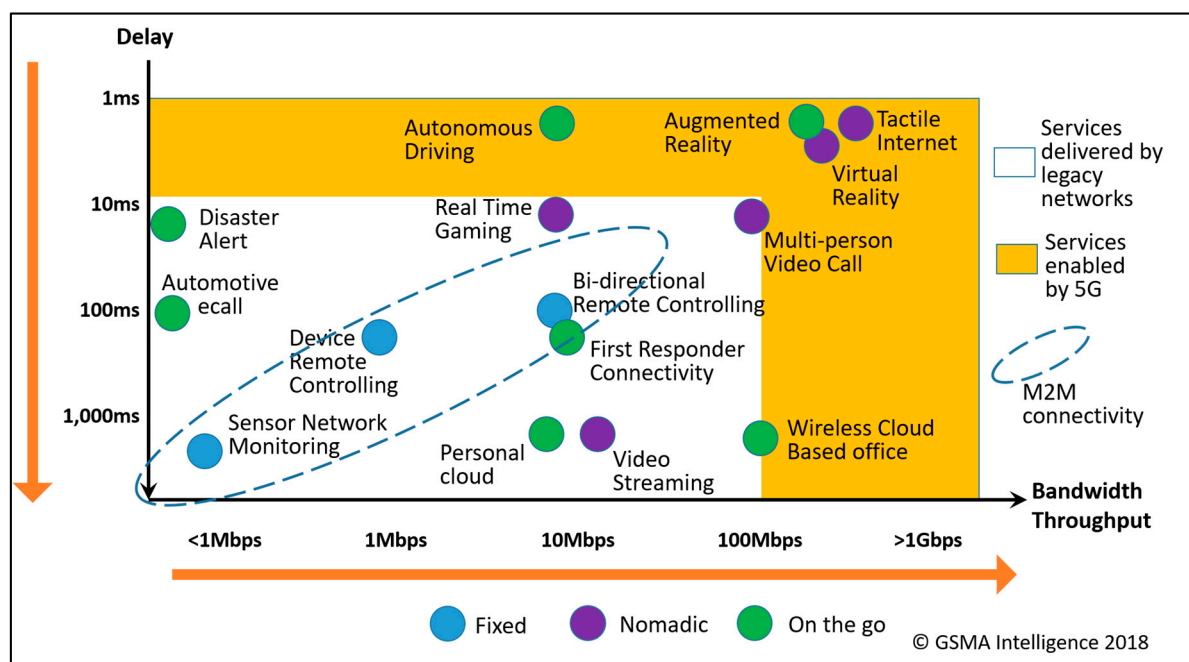 Delay
1ms
10ms
100ms
1,000ms
Autonomous
Driving
Augmented
Reality
Tactile
Internet
Virtual
Reality
Disaster
Alert
Real Time
Gaming
Multi-person
Video Call
Automotive
ecall
Bi-directional
Remote Controlling
Device
Remote
Controlling
First Responder
Connectivity
Sensor Network
Monitoring
Personal
cloud
Video
Streaming
Wireless Cloud
Based office
Services
delivered by
legacy
networks
Services
enabled
by 5G
M2M
connectivity
Bandwidth
Throughput
<1Mbps
1Mbps
10Mbps
100Mbps
>1Gbps
Fixed
Nomadic
On the go
© GSMA Intelligence 2018